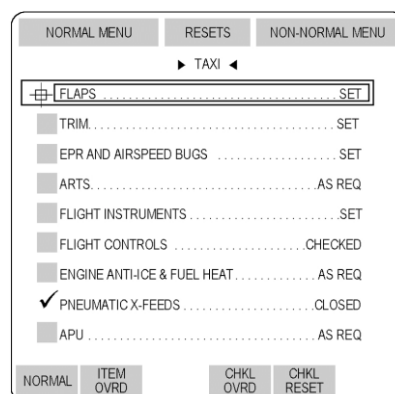 NORMAL MENU RESETS NON-NORMAL MENU
▶ TAXI ◀
FLAPS ................................... SET
TRIM..................................... SET
EPR AND AIRSPEED BUGS ................. SET
ARTS................................. AS REQ
FLIGHT INSTRUMENTS ..................... SET
FLIGHT CONTROLS .................... CHECKED
ENGINE ANTI-ICE & FUEL HEAT............ AS REQ
PNEUMATIC X-FEEDS .................... CLOSED
APU ................................... AS REQ
NORMAL ITEM OVRD CHKL OVRD CHKL RESET